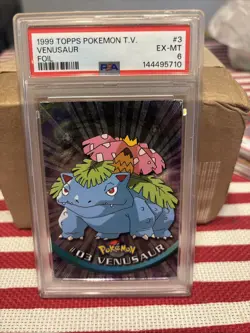 1999 TOPPS POKEMON T.V. #3
VENUSAUR EX-MT
FOIL 6
PSA 144495710
POKéMON
#03 VENUSAUR